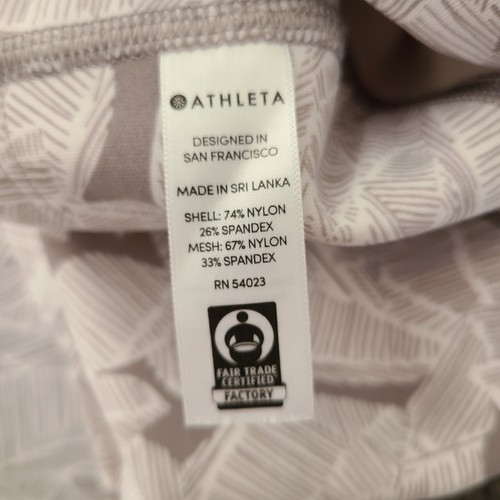 ATHLETA
DESIGNED IN
SAN FRANCISCO
MADE IN SRI LANKA
SHELL: 74% NYLON
26% SPANDEX
MESH: 67% NYLON
33% SPANDEX
RN 54023
FAIR TRADE
CERTIFIED™
FACTORY